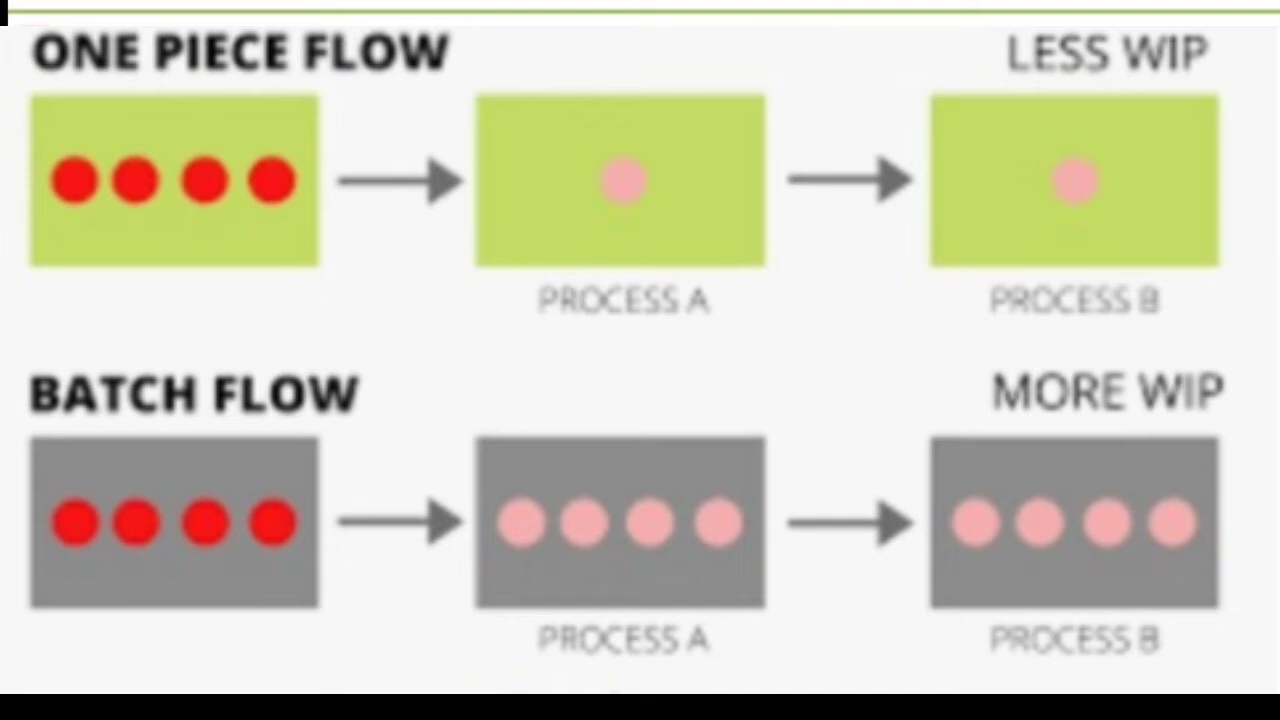 ONE PIECE FLOW
LESS WIP
PROCESS A
PROCESS B
BATCH FLOW
MORE WIP
PROCESS A
PROCESS B